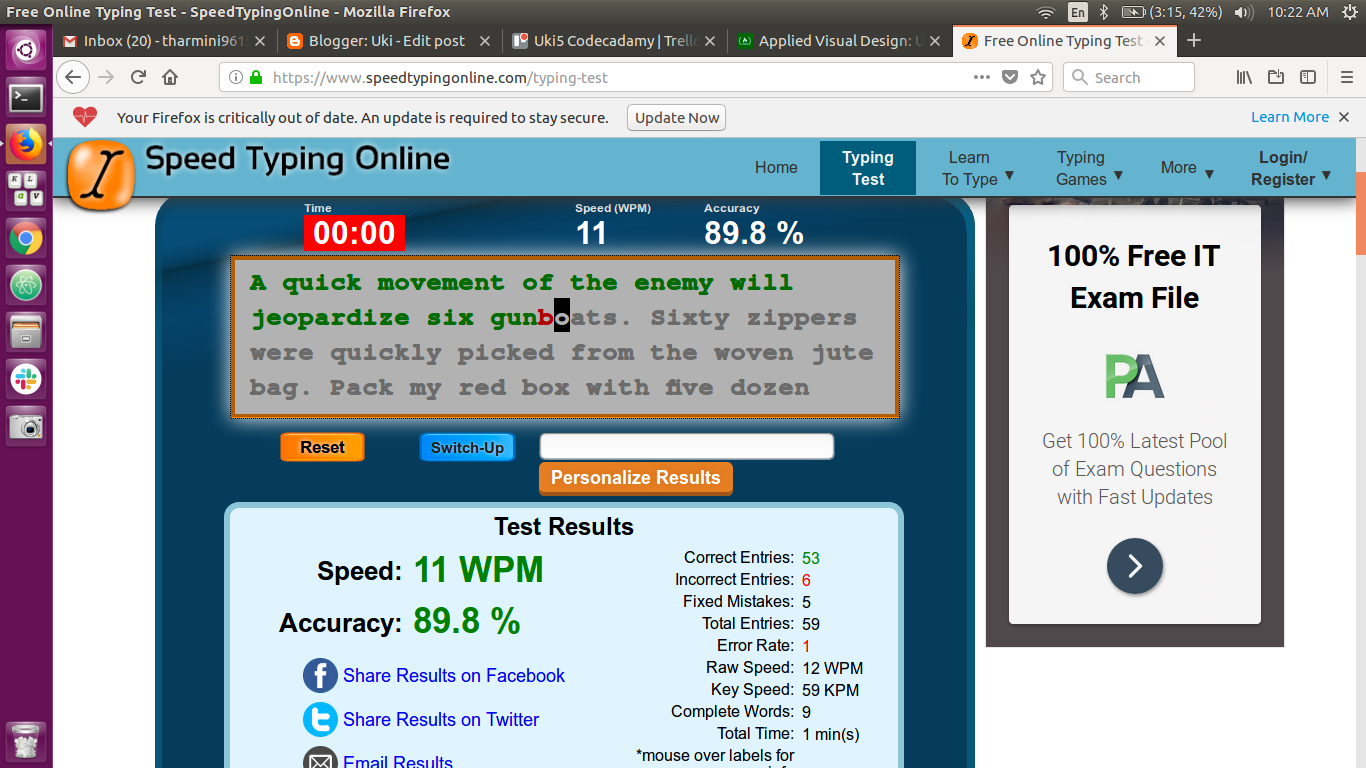 Free Online Typing Test - SpeedTypingOnline - Mozilla Firefox
En
(3:15, 42%)
10:22 AM
Inbox (20) - tharmini961
Blogger: Uki - Edit post
Uki5 Codecadamy | Trell
Applied Visual Design: U
Free Online Typing Test
https://www.speedtypingonline.com/typing-test
Search
Your Firefox is critically out of date. An update is required to stay secure.
Update Now
Learn More
Speed Typing Online
Home
Typing
Test
Learn
To Type
Typing
Games
More
Login/
Register
Time
Speed (WPM)
Accuracy
00:00
11
89.8 %
A quick movement of the enemy will
jeopardize six gunboats. Sixty zippers
were quickly picked from the woven jute
bag. Pack my red box with five dozen
Reset
Switch-Up
Personalize Results
Test Results
Speed: 11 WPM
Accuracy: 89.8 %
Share Results on Facebook
Share Results on Twitter
Email Results
Correct Entries: 53
Incorrect Entries: 6
Fixed Mistakes: 5
Total Entries: 59
Error Rate: 1
Raw Speed: 12 WPM
Key Speed: 59 KPM
Complete Words: 9
Total Time: 1 min(s)
*mouse over labels for
100% Free IT
Exam File
PA
Get 100% Latest Pool
of Exam Questions
with Fast Updates